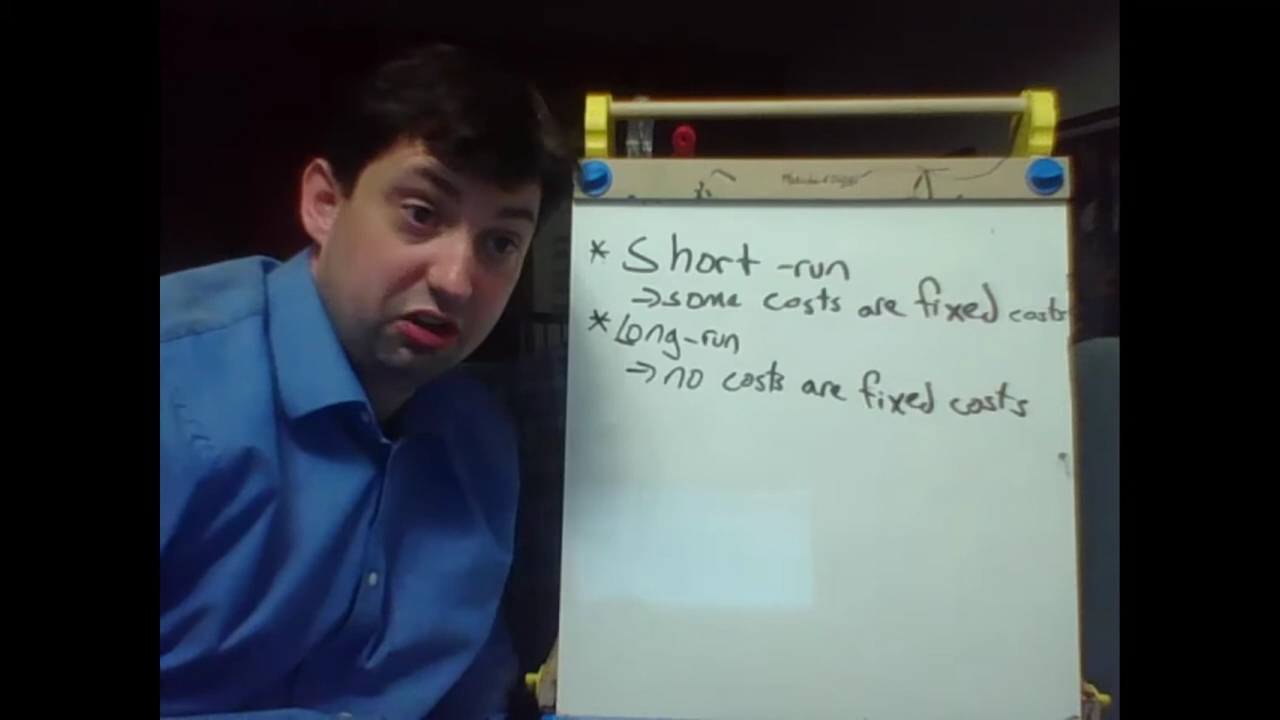 * Short-run
→some costs are fixed costs
* Long-run
→no costs are fixed costs